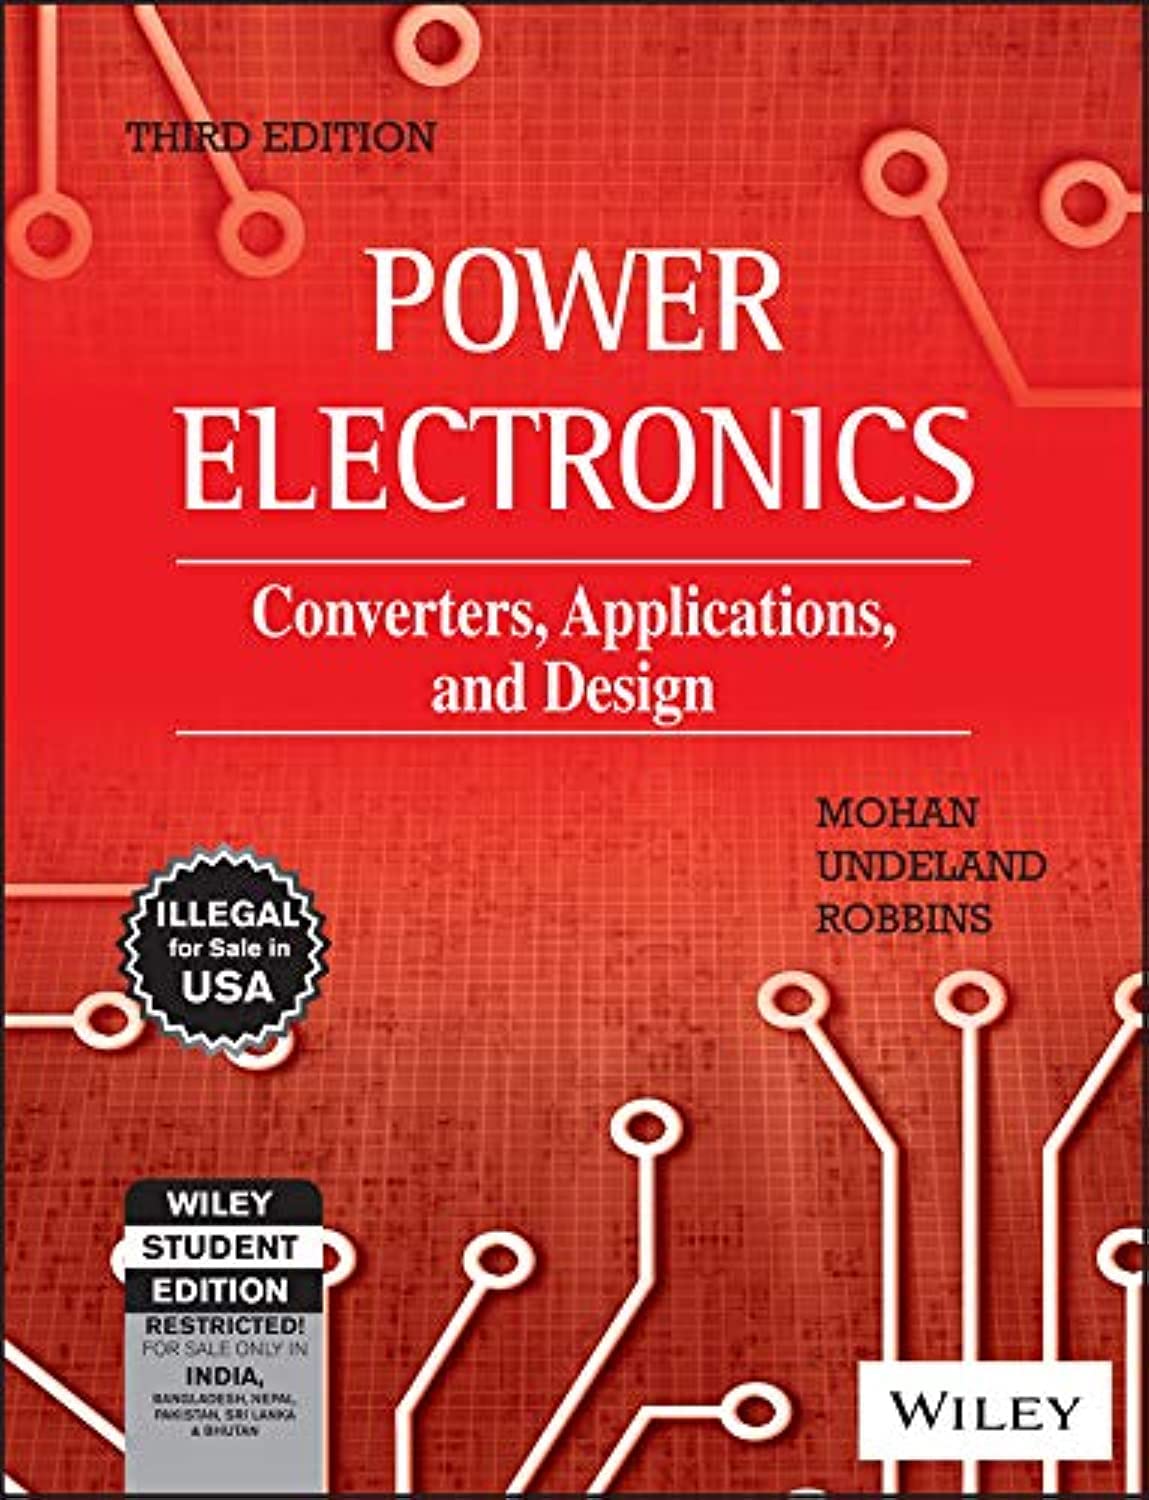 THIRD EDITION
POWER
ELECTRONICS
Converters, Applications,
and Design
MOHAN
UNDELAND
ROBBINS
ILLEGAL
for Sale in
USA
WILEY
STUDENT
EDITION
RESTRICTED!
FOR SALE ONLY IN
INDIA,
BANGLADESH, NEPAL,
PAKISTAN, SRI LANKA
& BHUTAN
WILEY